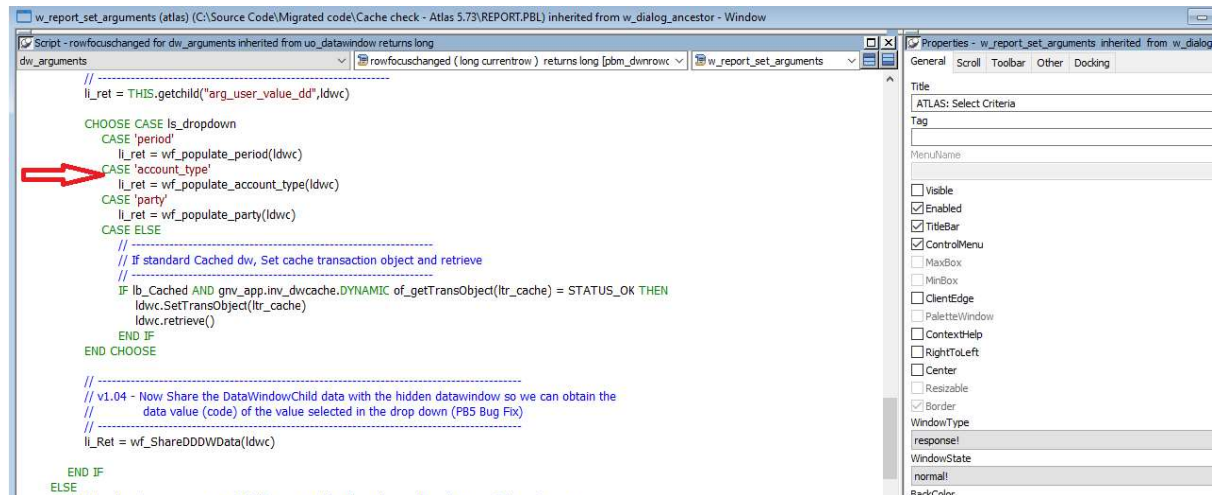 w_report_set_arguments (atlas) (C:\Source Code\Migrated code\Cache check - Atlas 5.73\REPORT.PBL) inherited from w_dialog_ancestor - Window
Script - rowfocuschanged for dw_arguments inherited from uo_datawindow returns long
dw_arguments
rowfocuschanged ( long currentrow ) returns long [pbm_dwnrowc
w_report_set_arguments
// ------------------------------------------------
li_ret = THIS.getchild("arg_user_value_dd",ldwc)
CHOOSE CASE ls_dropdown
CASE 'period'
li_ret = wf_populate_period(ldwc)
CASE 'account_type'
li_ret = wf_populate_account_type(ldwc)
CASE 'party'
li_ret = wf_populate_party(ldwc)
CASE ELSE
// --------------------------------------------------------------
// If standard Cached dw, Set cache transaction object and retrieve
// --------------------------------------------------------------
IF lb_Cached AND gnv_app.inv_dwcache.DYNAMIC of_getTransObject(ltr_cache) = STATUS_OK THEN
ldwc.SetTransObject(ltr_cache)
ldwc.retrieve()
END IF
END CHOOSE
// ----------------------------------------------------------------------------------------
// v1.04 - Now Share the DataWindowChild data with the hidden datawindow so we can obtain the
// data value (code) of the value selected in the drop down (PB5 Bug Fix)
// ----------------------------------------------------------------------------------------
li_Ret = wf_ShareDDDWData(ldwc)
END IF
ELSE
Properties - w_report_set_arguments inherited from w_dialog
General Scroll Toolbar Other Docking
Title
ATLAS: Select Criteria
Tag
MenuName
Visible
Enabled
TitleBar
ControlMenu
MaxBox
MinBox
ClientEdge
PaletteWindow
ContextHelp
RightToLeft
Center
Resizable
Border
WindowType
response!
WindowState
normal!
BackColor